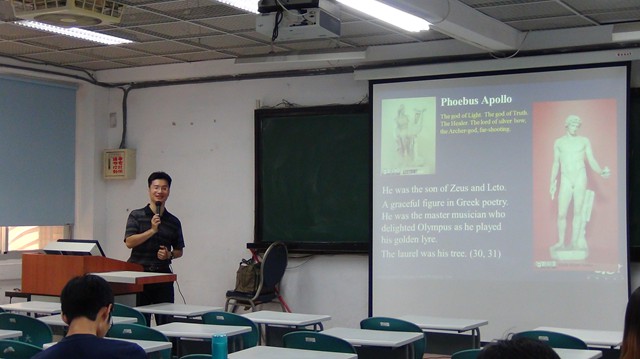 Phoebus Apollo
The god of Light. The god of Truth.
The Healer. The lord of silver bow,
the Archer-god, far-shooting.
He was the son of Zeus and Leto.
A graceful figure in Greek poetry.
He was the master musician who
delighted Olympus as he played
his golden lyre.
The laurel was his tree. (30, 31)